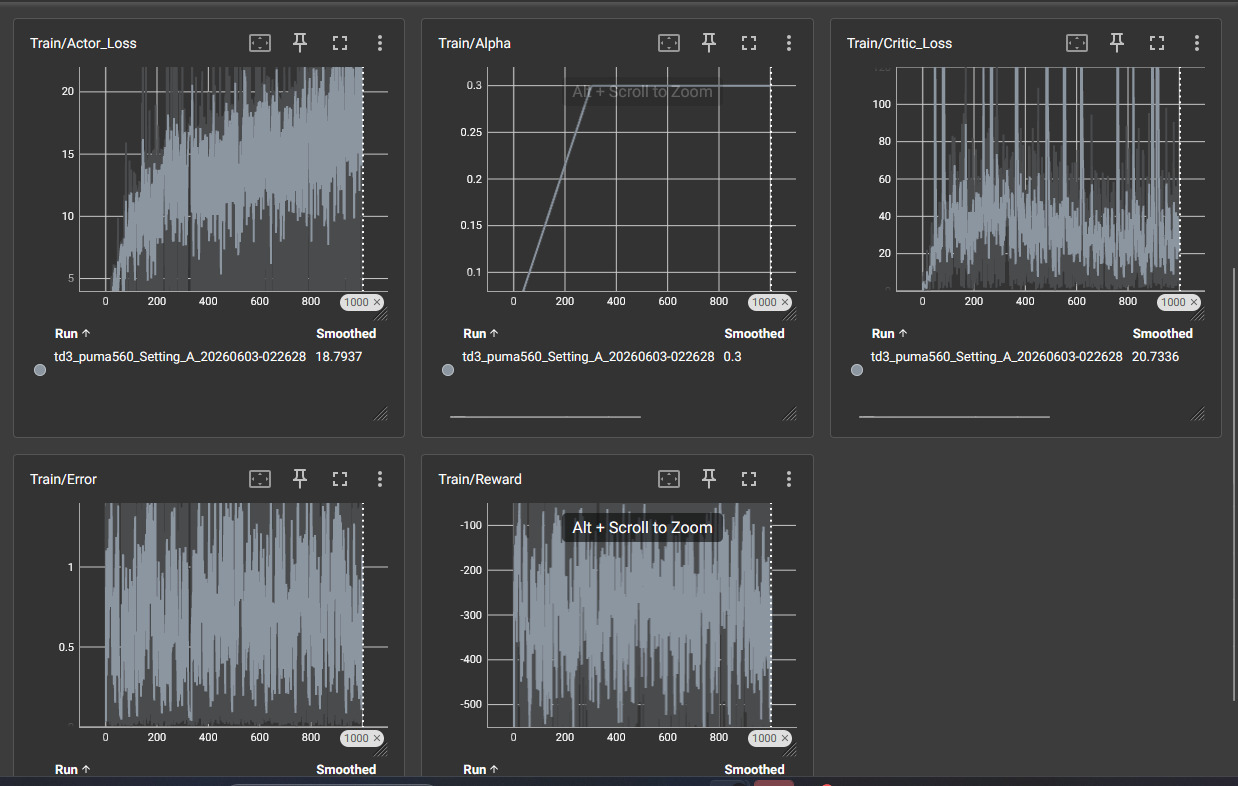 Train/Actor_Loss
20
15
10
5
0 200 400 600 800 1000 ×
Run ↑ Smoothed
td3_puma560_Setting_A_20260603-022628 18.7937
Train/Alpha
Alt + Scroll to Zoom
0.3
0.25
0.2
0.15
0.1
0 200 400 600 800 1000 ×
Run ↑ Smoothed
td3_puma560_Setting_A_20260603-022628 0.3
Train/Critic_Loss
120
100
80
60
40
20
0
0 200 400 600 800 1000 ×
Run ↑ Smoothed
td3_puma560_Setting_A_20260603-022628 20.7336
Train/Error
1
0.5
0
0 200 400 600 800 1000 ×
Run ↑ Smoothed
Train/Reward
Alt + Scroll to Zoom
-100
-200
-300
-400
-500
0 200 400 600 800 1000 ×
Run ↑ Smoothed